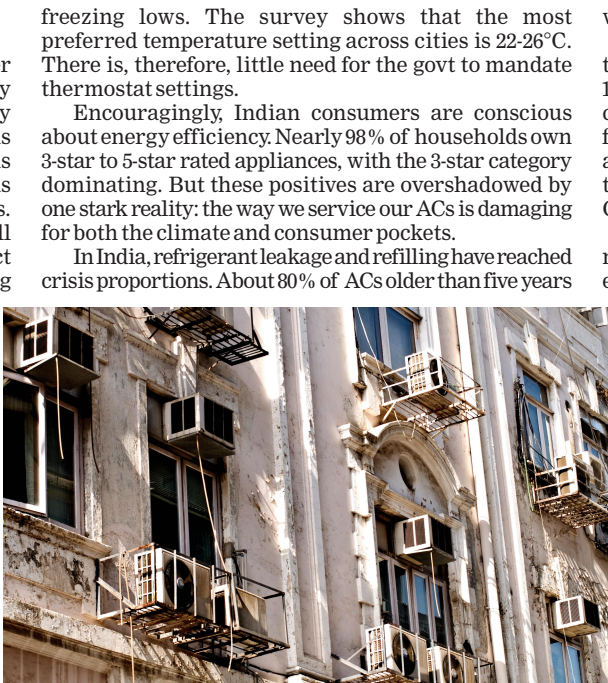 freezing lows. The survey shows that the most
preferred temperature setting across cities is 22-26°C.
There is, therefore, little need for the govt to mandate
thermostat settings.
Encouragingly, Indian consumers are conscious
about energy efficiency. Nearly 98% of households own
3-star to 5-star rated appliances, with the 3-star category
dominating. But these positives are overshadowed by
one stark reality: the way we service our ACs is damaging
for both the climate and consumer pockets.
In India, refrigerant leakage and refilling have reached
crisis proportions. About 80% of ACs older than five years